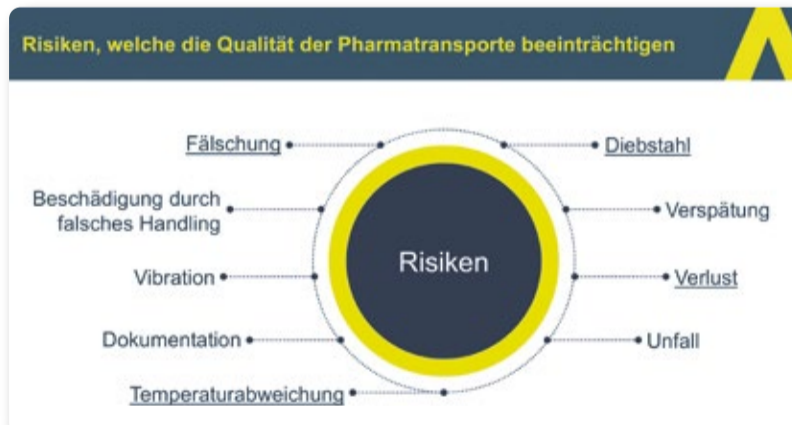 Risiken, welche die Qualität der Pharmatransporte beeinträchtigen
Fälschung
Diebstahl
Beschädigung durch
falsches Handling
Verspätung
Risiken
Vibration
Verlust
Dokumentation
Unfall
Temperaturabweichung